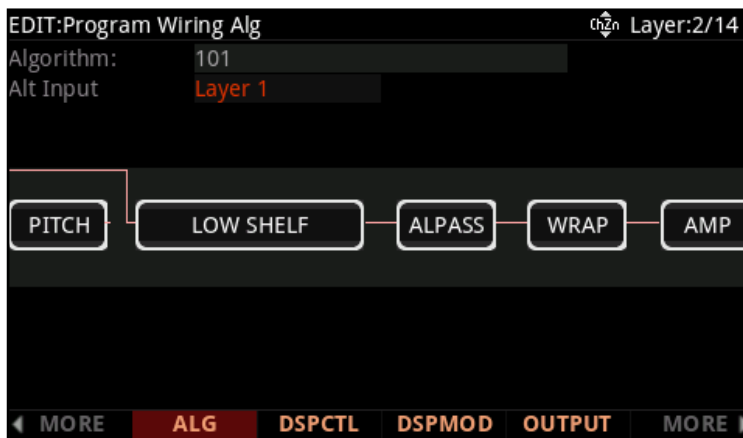 EDIT:Program Wiring Alg ChZn Layer:2/14
Algorithm: 101
Alt Input Layer 1
PITCH LOW SHELF ALPASS WRAP AMP
MORE ALG DSPCTL DSPMOD OUTPUT MORE